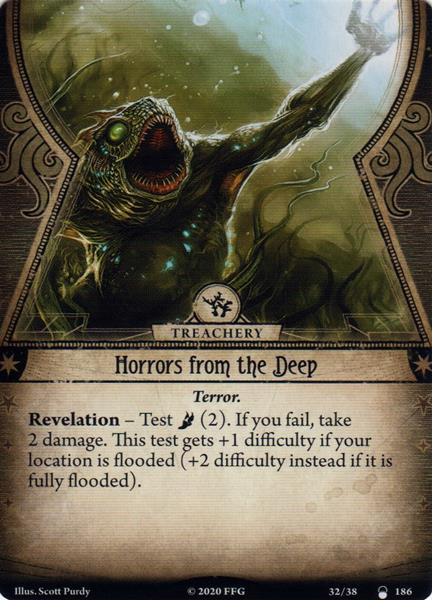 TREACHERY
Horrors from the Deep
Terror.
Revelation – Test (2). If you fail, take
2 damage. This test gets +1 difficulty if your
location is flooded (+2 difficulty instead if it is
fully flooded).
Illus. Scott Purdy © 2020 FFG 32/38 186